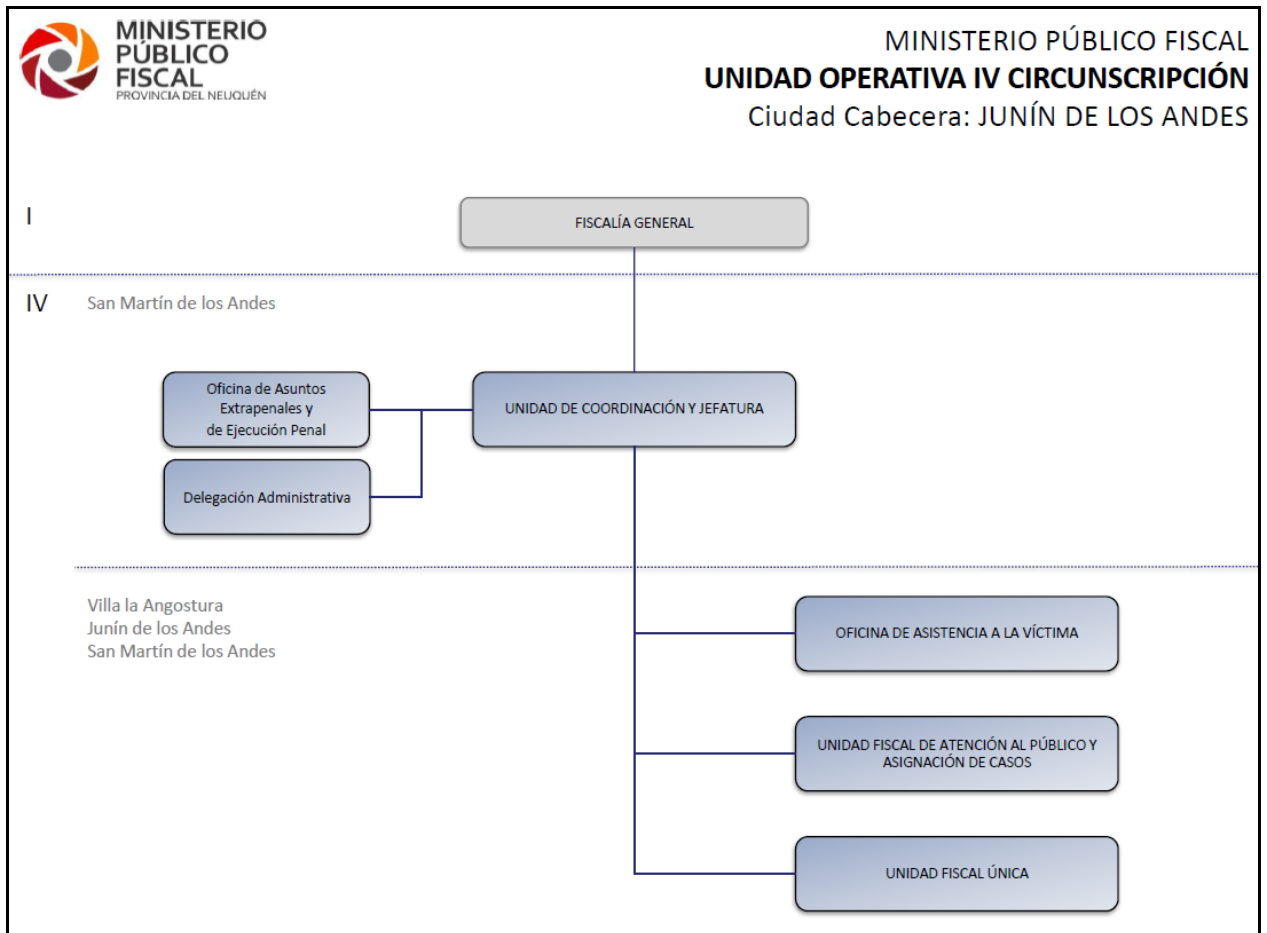 MINISTERIO
PÚBLICO
FISCAL
PROVINCIA DEL NEUQUÉN
MINISTERIO PÚBLICO FISCAL
UNIDAD OPERATIVA IV CIRCUNSCRIPCIÓN
Ciudad Cabecera: JUNÍN DE LOS ANDES
I
FISCALÍA GENERAL
IV
San Martín de los Andes
Oficina de Asuntos
Extrapenales y
de Ejecución Penal
UNIDAD DE COORDINACIÓN Y JEFATURA
Delegación Administrativa
Villa la Angostura
Junín de los Andes
San Martín de los Andes
OFICINA DE ASISTENCIA A LA VÍCTIMA
UNIDAD FISCAL DE ATENCIÓN AL PÚBLICO Y
ASIGNACIÓN DE CASOS
UNIDAD FISCAL ÚNICA